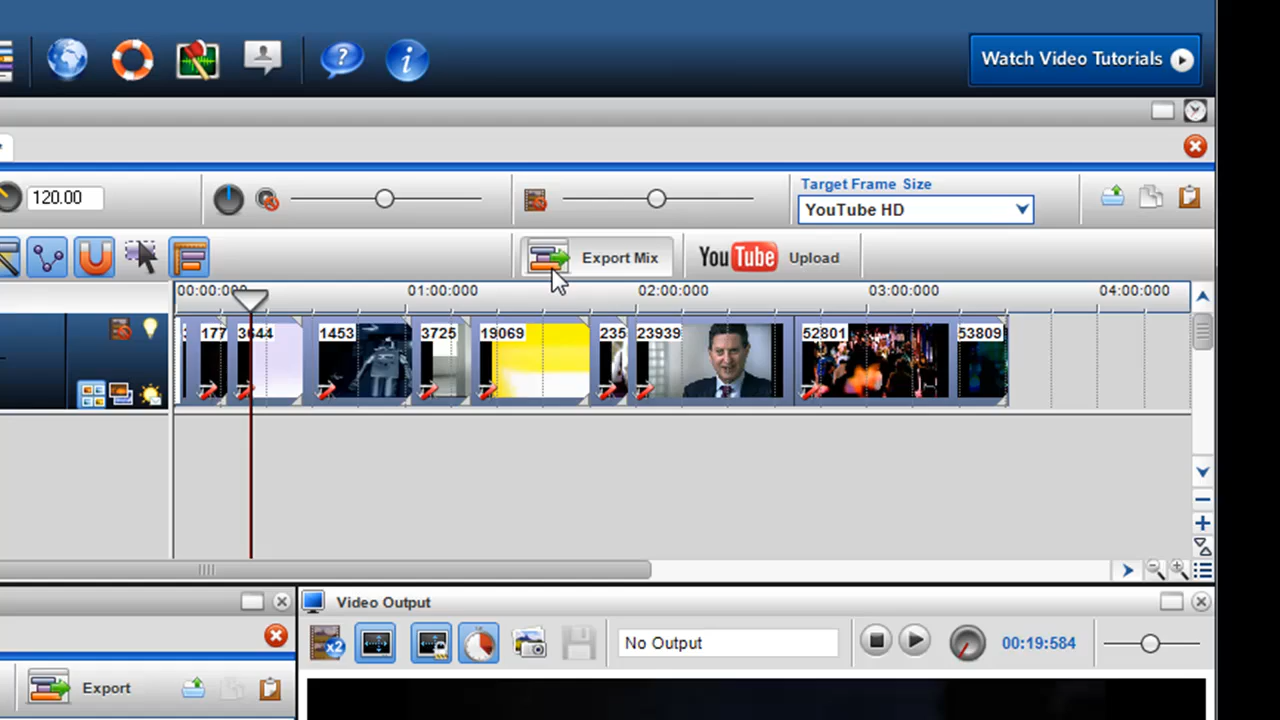 Watch Video Tutorials
120.00
Target Frame Size
YouTube HD
Export Mix
YouTube Upload
00:00:000
01:00:000
02:00:000
03:00:000
04:00:000
177
3644
1453
3725
19069
235
23939
52801
53809
Video Output
x2
No Output
00:19:584
Export